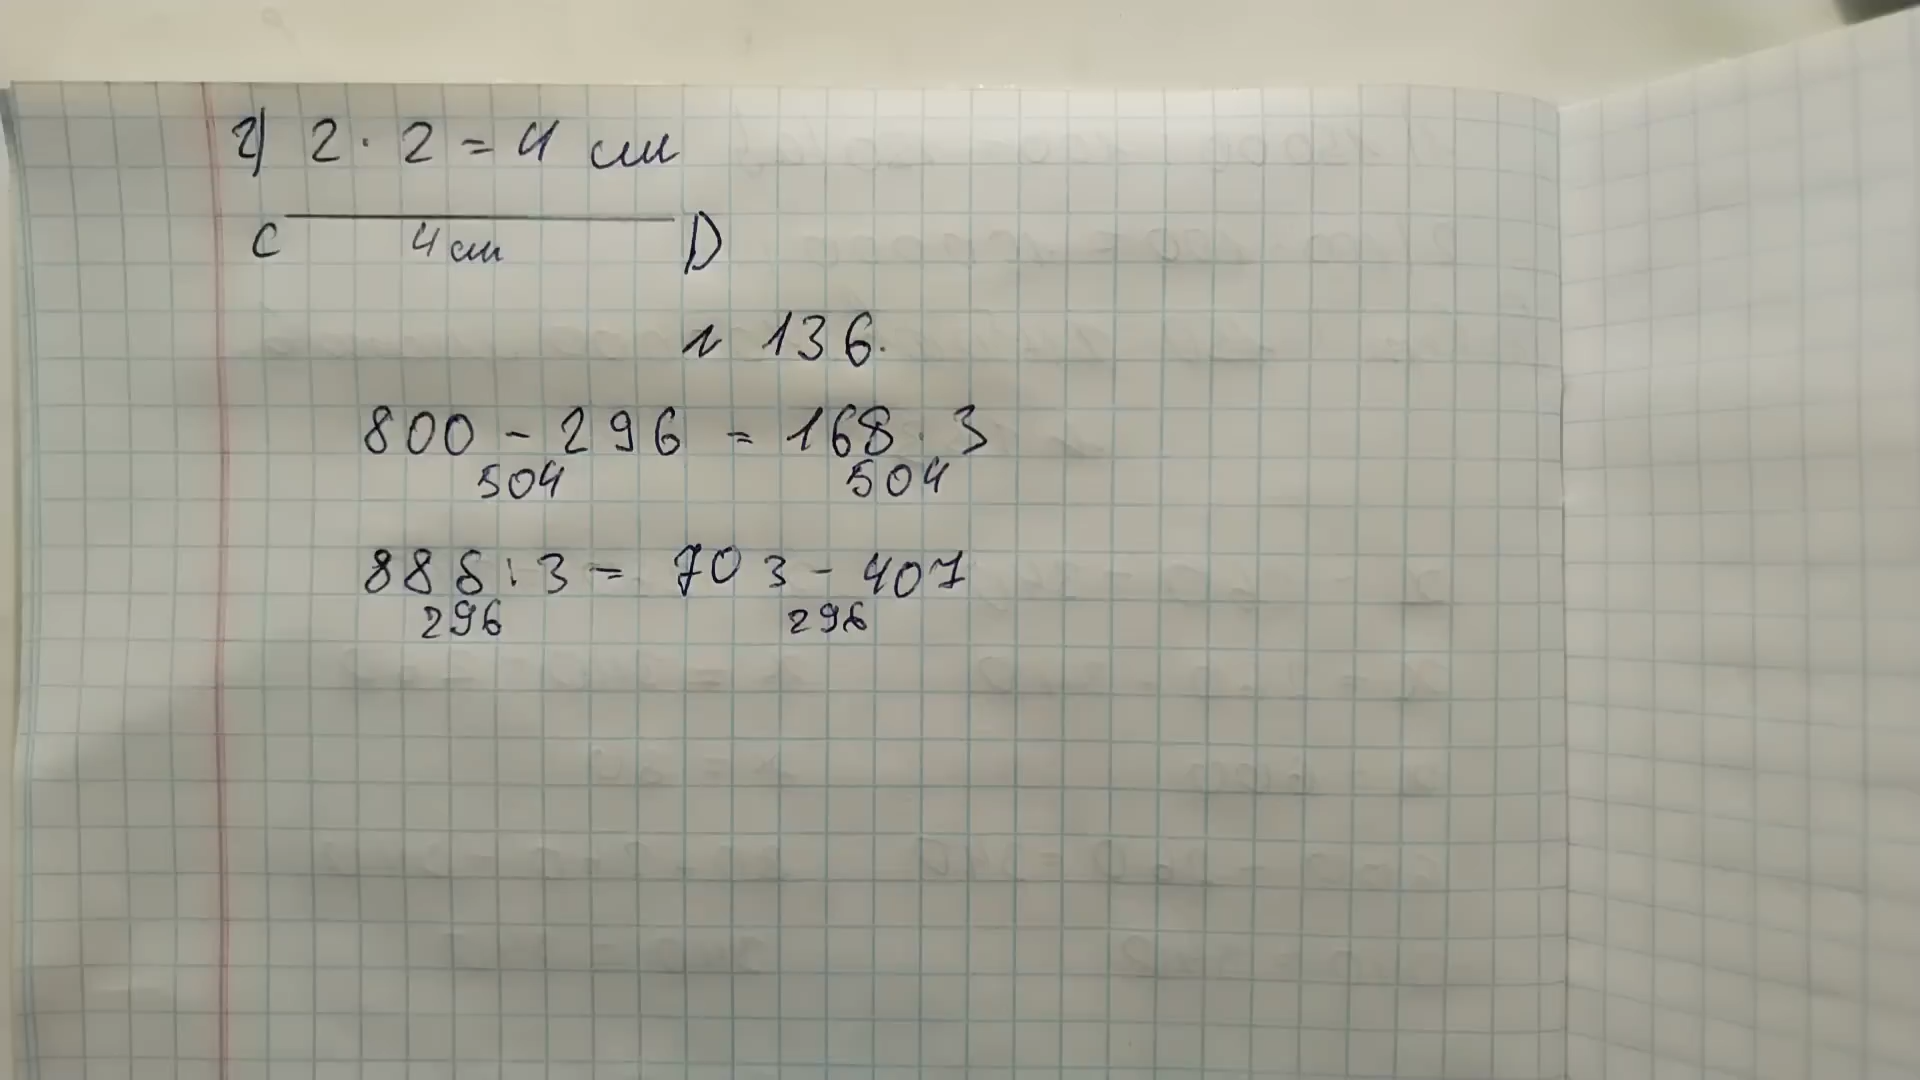 2) 2 · 2 = 4 см
C D
4 см
н 136.
800 - 296 = 168 · 3
504 504
888 : 3 = 703 - 407
296 296